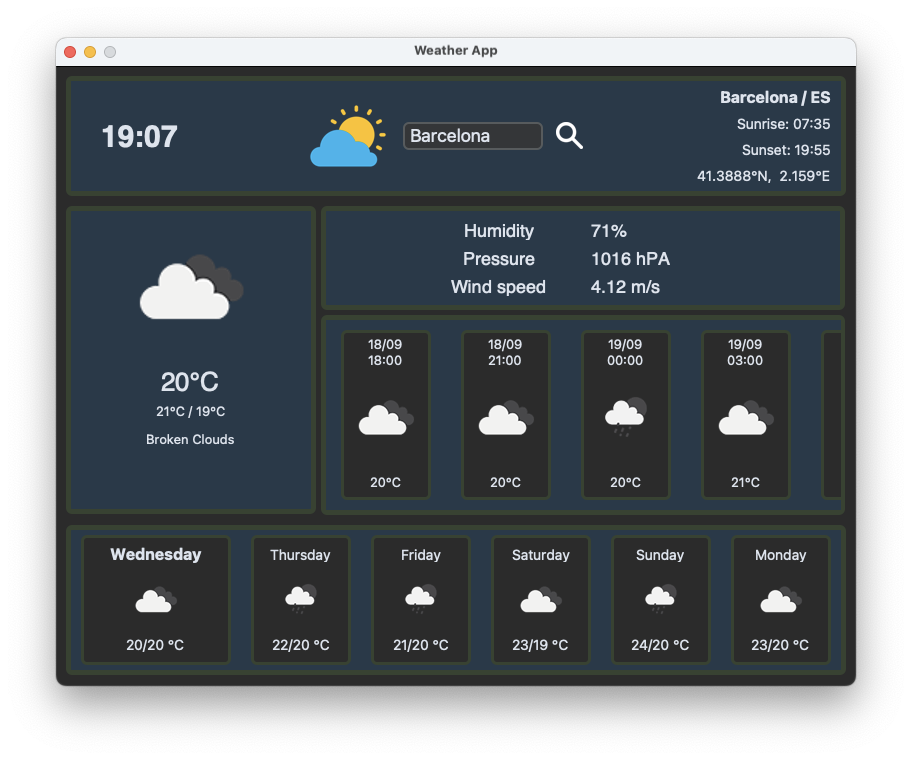 Weather App
19:07
Barcelona
Barcelona / ES
Sunrise: 07:35
Sunset: 19:55
41.3888°N, 2.159°E
20°C
21°C / 19°C
Broken Clouds
Humidity 71%
Pressure 1016 hPA
Wind speed 4.12 m/s
18/09
18:00
20°C
18/09
21:00
20°C
19/09
00:00
20°C
19/09
03:00
21°C
Wednesday
20/20 °C
Thursday
22/20 °C
Friday
21/20 °C
Saturday
23/19 °C
Sunday
24/20 °C
Monday
23/20 °C